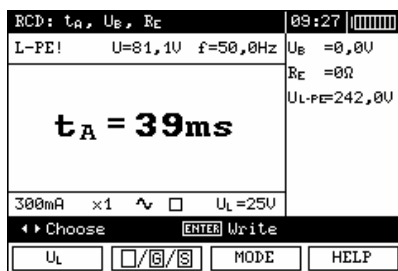 RCD: tA, UB, RE 09:27
L-PE! U=81,1V f=50,0Hz
UB =0,0V
RE =0Ω
UL-PE=242,0V
tA = 39ms
300mA ×1 ∿ □ UL=25V
◂▸ Choose ENTER Write
UL □/G/S MODE HELP